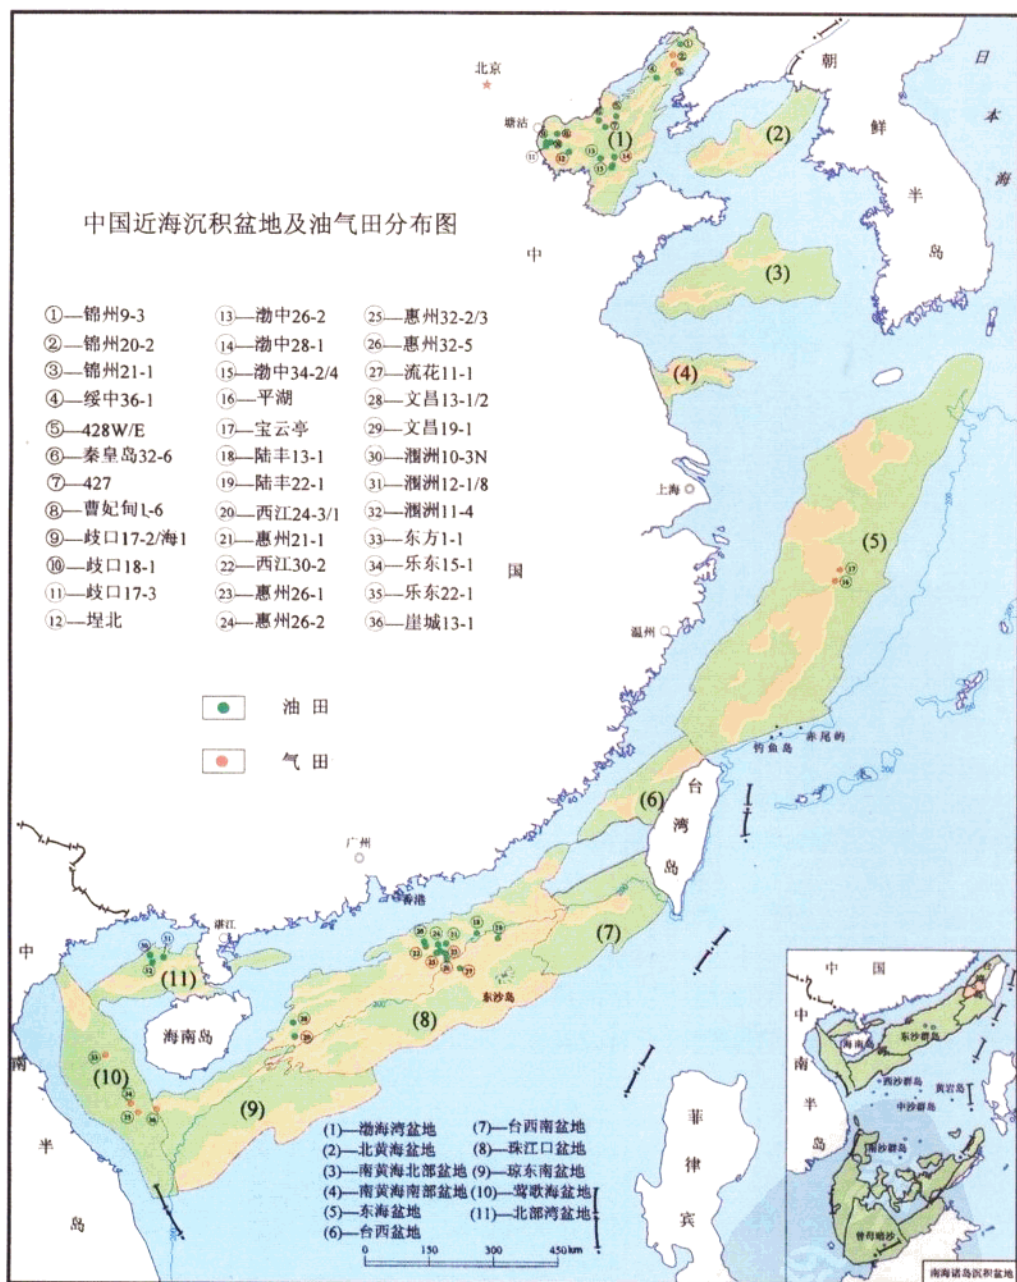 中国近海沉积盆地及油气田分布图
①—锦州9-3
②—锦州20-2
③—锦州21-1
④—绥中36-1
⑤—428W/E
⑥—秦皇岛32-6
⑦—427
⑧—曹妃甸1-6
⑨—歧口17-2/海1
⑩—歧口18-1
⑪—歧口17-3
⑫—埕北
⑬—渤中26-2
⑭—渤中28-1
⑮—渤中34-2/4
⑯—平湖
⑰—宝云亭
⑱—陆丰13-1
⑲—陆丰22-1
⑳—西江24-3/1
㉑—惠州21-1
㉒—西江30-2
㉓—惠州26-1
㉔—惠州26-2
㉕—惠州32-2/3
㉖—惠州32-5
㉗—流花11-1
㉘—文昌13-1/2
㉙—文昌19-1
㉚—涠洲10-3N
㉛—涠洲12-1/8
㉜—涠洲11-4
㉝—东方1-1
㉞—乐东15-1
㉟—乐东22-1
㊱—崖城13-1
油田
气田
北京
塘沽
上海
温州
广州
香港
湛江
中
国
朝
鲜
半
岛
日
本
海
钓鱼岛
赤尾屿
台
湾
岛
东沙岛
海南岛
中
南
半
岛
菲
律
宾
(1)
(2)
(3)
(4)
(5)
(6)
(7)
(8)
(9)
(10)
(11)
(1)—渤海湾盆地
(2)—北黄海盆地
(3)—南黄海北部盆地
(4)—南黄海南部盆地
(5)—东海盆地
(6)—台西盆地
(7)—台西南盆地
(8)—珠江口盆地
(9)—琼东南盆地
(10)—莺歌海盆地
(11)—北部湾盆地
0 150 300 450 km
中 国
中
南
半
岛
台
湾
海南岛
东沙群岛
西沙群岛
黄岩岛
中沙群岛
南沙群岛
曾母暗沙
南海诸岛沉积盆地